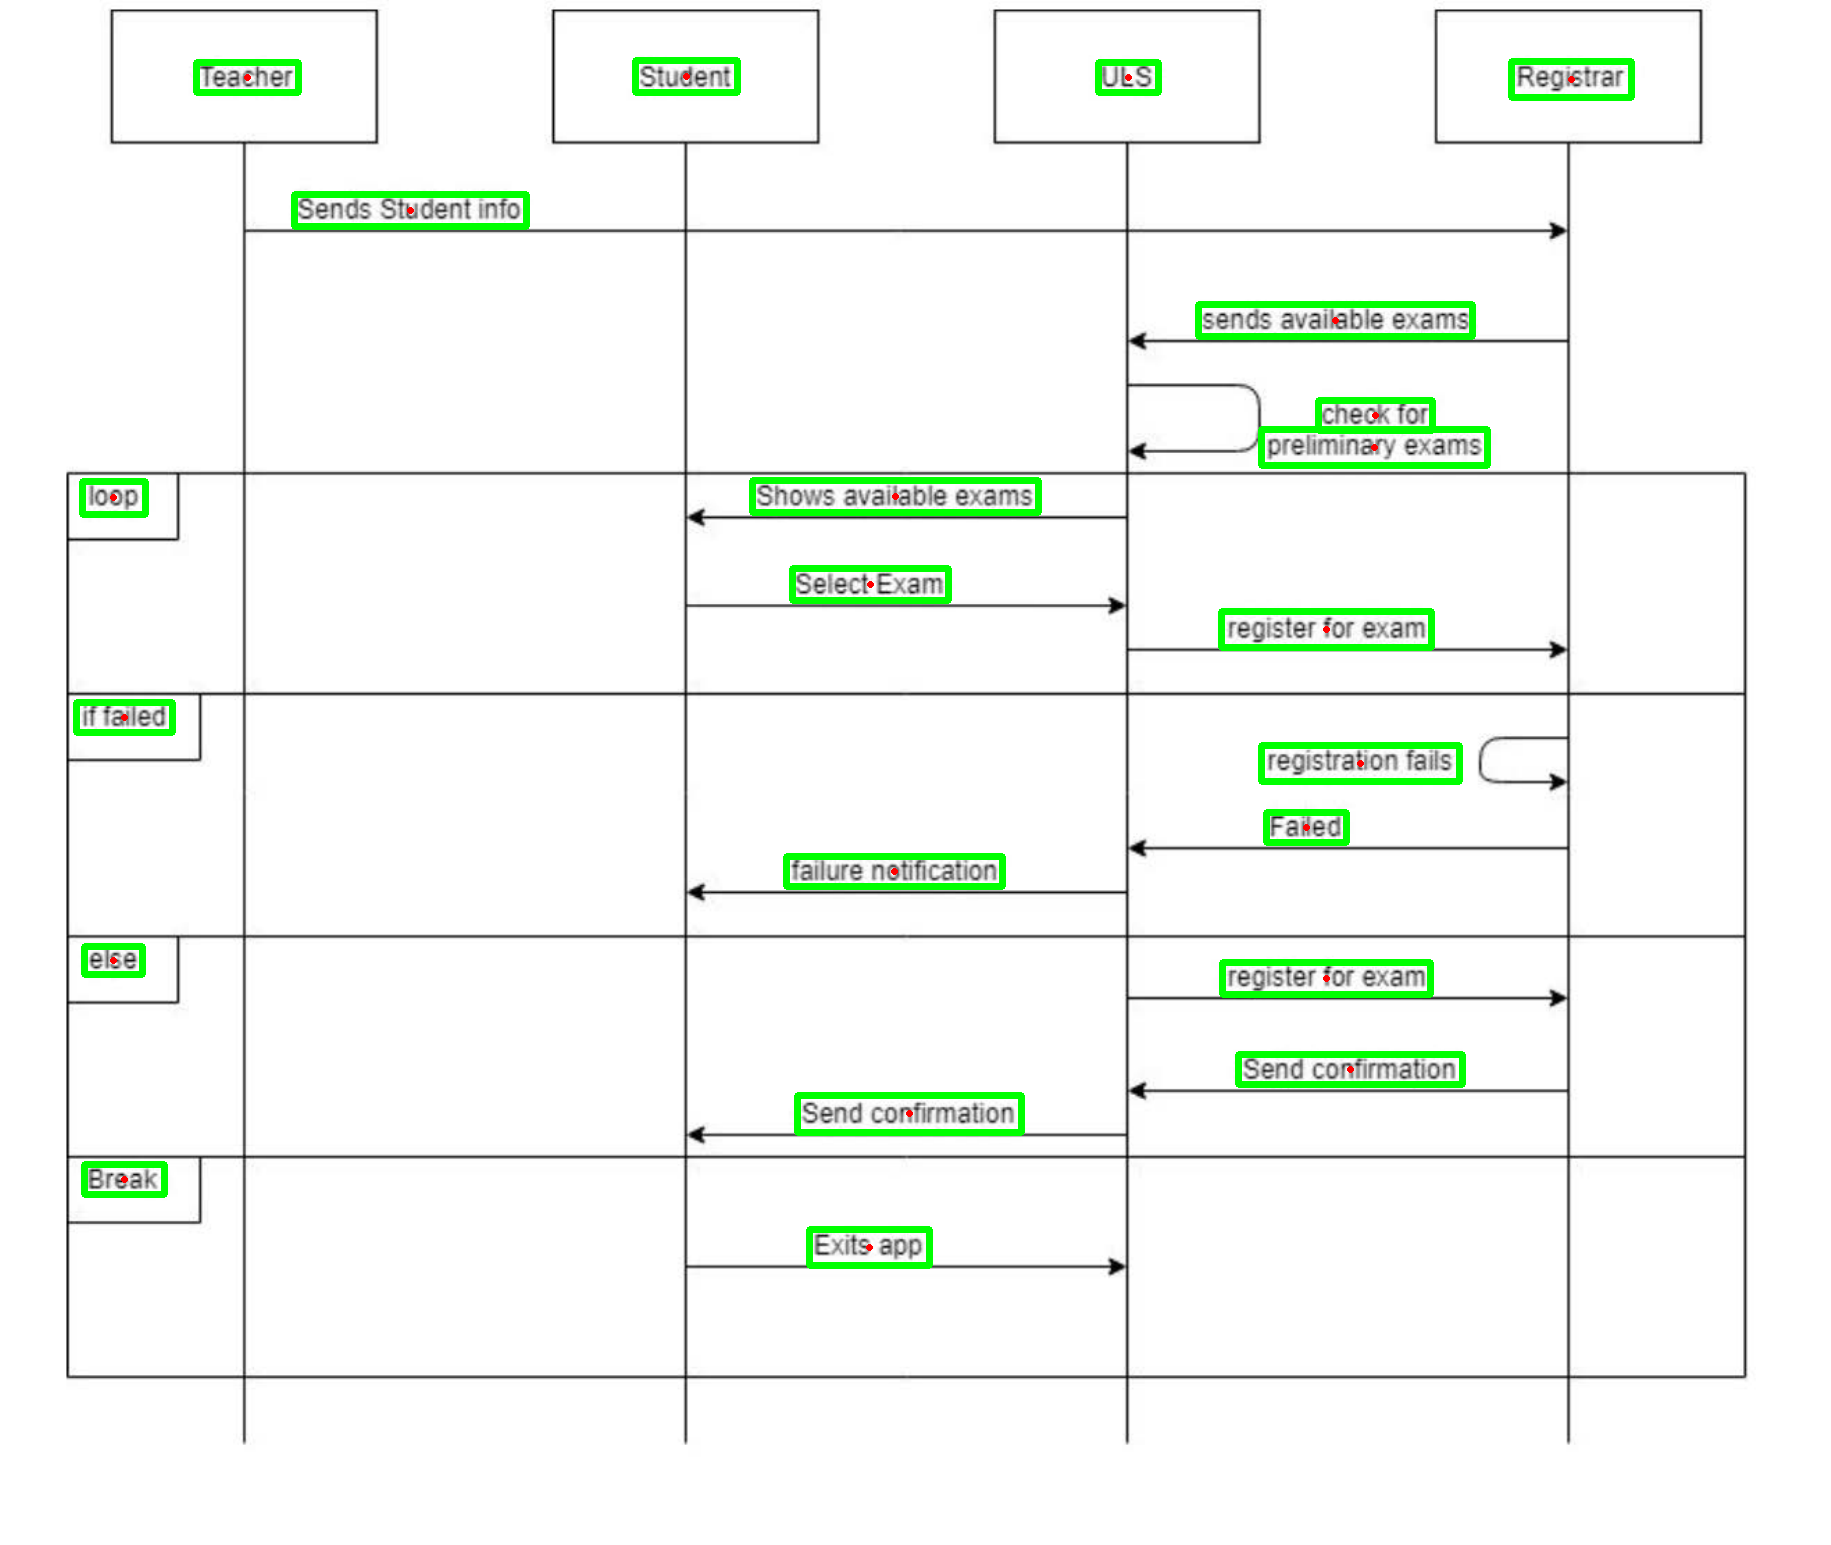 Teacher
Student
ULS
Registrar
Sends Student info
sends available exams
check for
preliminary exams
loop
Shows available exams
Select Exam
register for exam
if failed
registration fails
Failed
failure notification
else
register for exam
Send confirmation
Send confirmation
Break
Exits app